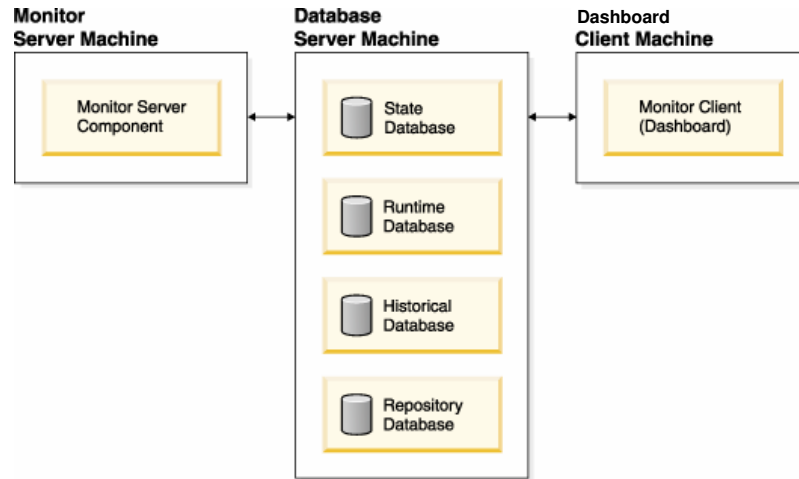 Monitor
Server Machine
Monitor Server
Component
Database
Server Machine
State
Database
Runtime
Database
Historical
Database
Repository
Database
Dashboard
Client Machine
Monitor Client
(Dashboard)